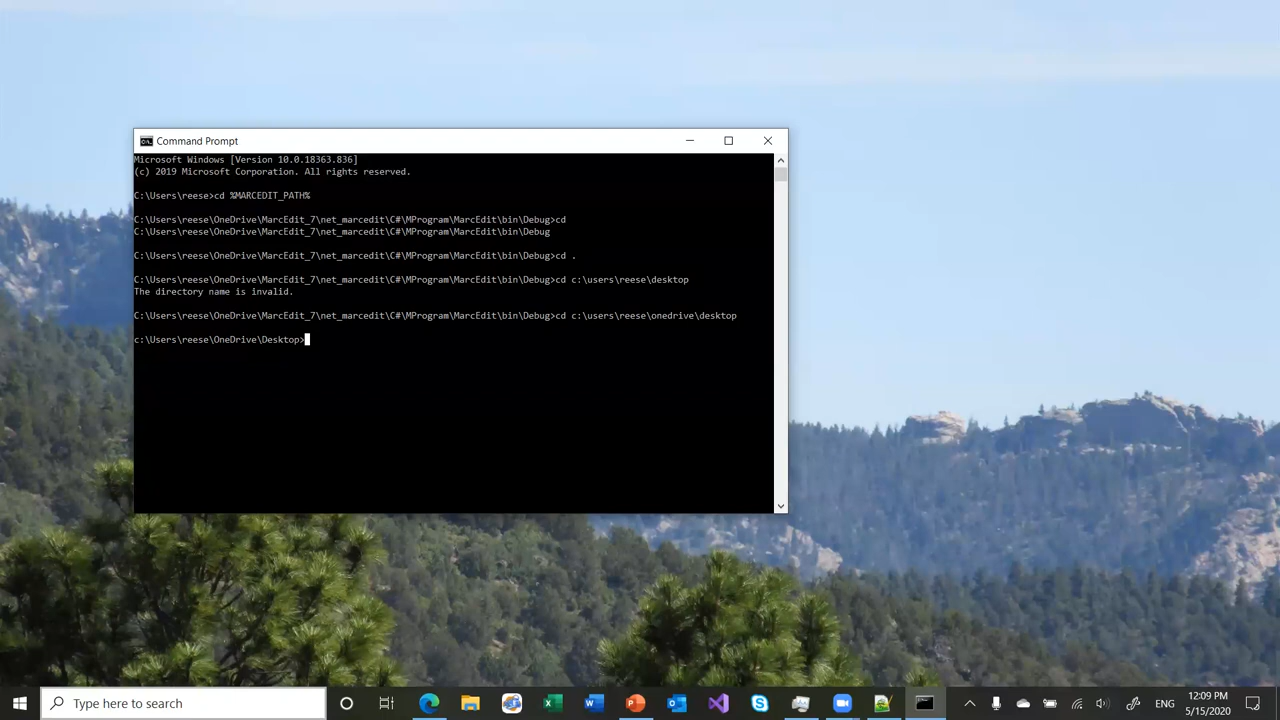 Command Prompt
Microsoft Windows [Version 10.0.18363.836]
(c) 2019 Microsoft Corporation. All rights reserved.
C:\Users\reese>cd %MARCEDIT_PATH%
C:\Users\reese\OneDrive\MarcEdit_7\net_marcedit\C#\MProgram\MarcEdit\bin\Debug>cd
C:\Users\reese\OneDrive\MarcEdit_7\net_marcedit\C#\MProgram\MarcEdit\bin\Debug
C:\Users\reese\OneDrive\MarcEdit_7\net_marcedit\C#\MProgram\MarcEdit\bin\Debug>cd .
C:\Users\reese\OneDrive\MarcEdit_7\net_marcedit\C#\MProgram\MarcEdit\bin\Debug>cd c:\users\reese\desktop
The directory name is invalid.
C:\Users\reese\OneDrive\MarcEdit_7\net_marcedit\C#\MProgram\MarcEdit\bin\Debug>cd c:\users\reese\onedrive\desktop
c:\Users\reese\OneDrive\Desktop>
Type here to search
ENG
12:09 PM
5/15/2020